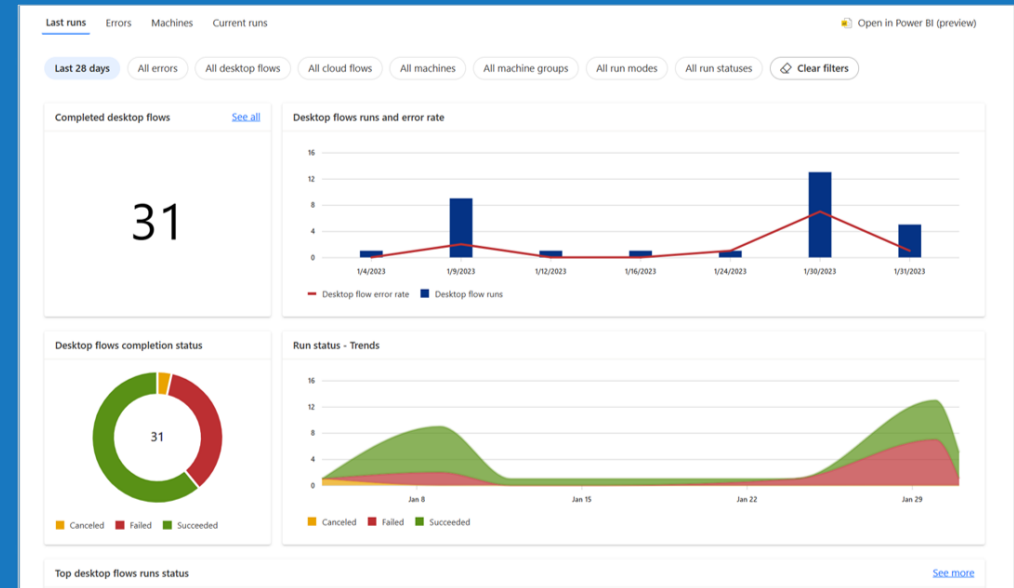 Last runs Errors Machines Current runs Open in Power BI (preview)
Last 28 days All errors All desktop flows All cloud flows All machines All machine groups All run modes All run statuses Clear filters
Completed desktop flows See all
31
Desktop flows runs and error rate
16
12
8
4
0
1/4/2023 1/9/2023 1/12/2023 1/16/2023 1/24/2023 1/30/2023 1/31/2023
Desktop flow error rate Desktop flow runs
Desktop flows completion status
31
Canceled Failed Succeeded
Run status - Trends
16
12
8
4
0
Jan 8 Jan 15 Jan 22 Jan 29
Canceled Failed Succeeded
Top desktop flows runs status See more